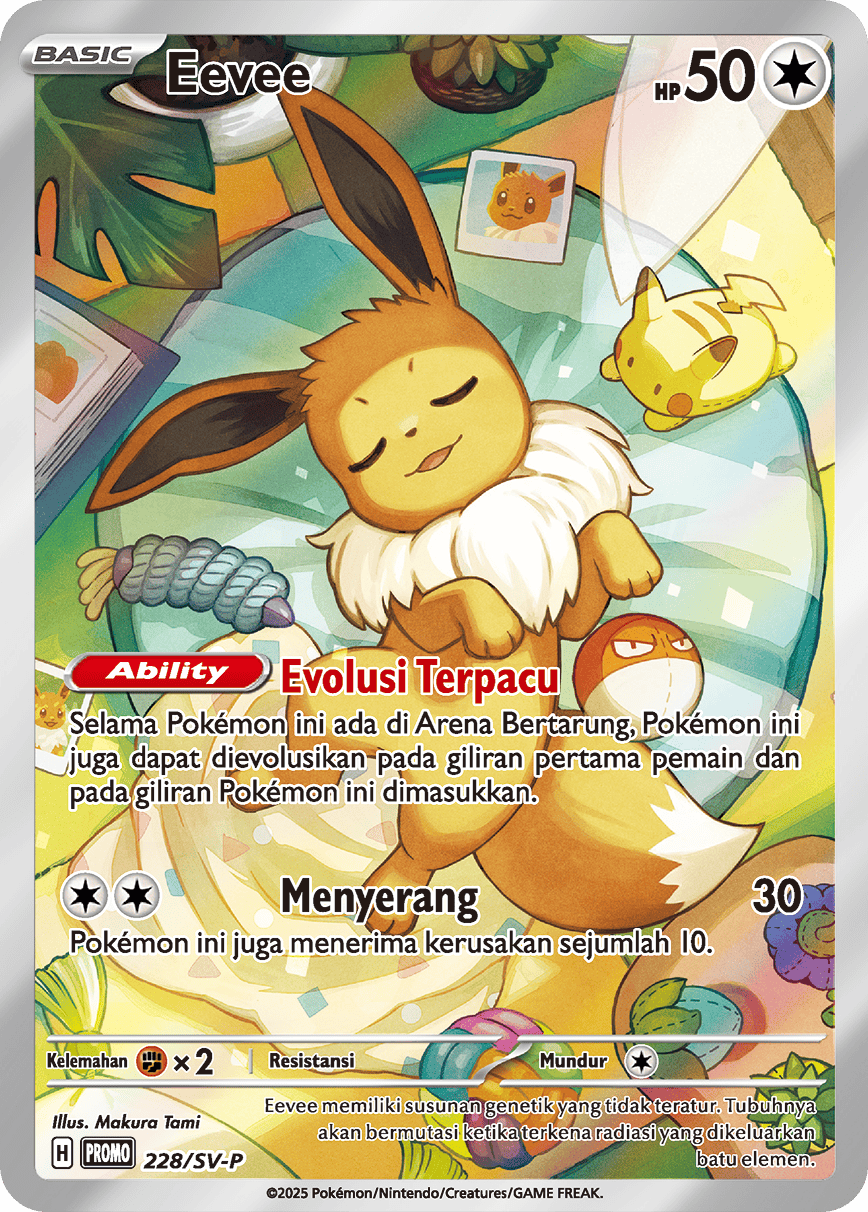 BASIC
Eevee
HP 50
Ability
Evolusi Terpacu
Selama Pokémon ini ada di Arena Bertarung, Pokémon ini
juga dapat dievolusikan pada giliran pertama pemain dan
pada giliran Pokémon ini dimasukkan.
Menyerang 30
Pokémon ini juga menerima kerusakan sejumlah 10.
Kelemahan ×2 Resistansi Mundur
Illus. Makura Tami
Eevee memiliki susunan genetik yang tidak teratur. Tubuhnya
akan bermutasi ketika terkena radiasi yang dikeluarkan
batu elemen.
H PROMO 228/SV-P
©2025 Pokémon/Nintendo/Creatures/GAME FREAK.